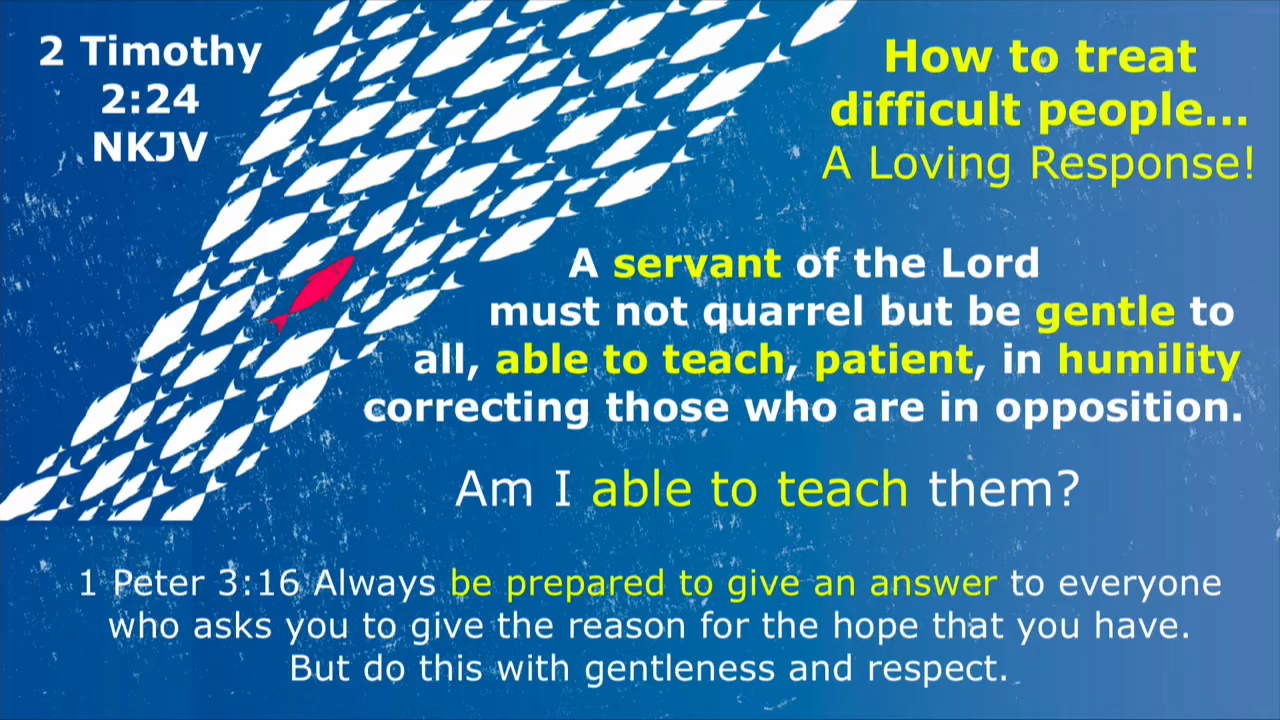 2 Timothy
2:24
NKJV
How to treat
difficult people...
A Loving Response!
A servant of the Lord
must not quarrel but be gentle to
all, able to teach, patient, in humility
correcting those who are in opposition.
Am I able to teach them?
1 Peter 3:16 Always be prepared to give an answer to everyone
who asks you to give the reason for the hope that you have.
But do this with gentleness and respect.